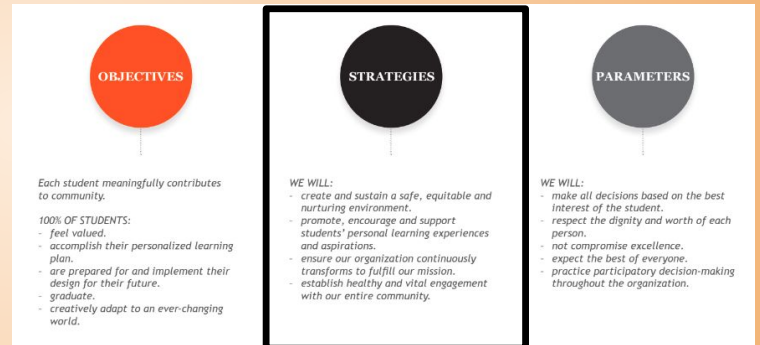 OBJECTIVES
Each student meaningfully contributes
to community.
100% OF STUDENTS:
- feel valued.
- accomplish their personalized learning
plan.
- are prepared for and implement their
design for their future.
- graduate.
- creatively adapt to an ever-changing
world.
STRATEGIES
WE WILL:
- create and sustain a safe, equitable and
nurturing environment.
- promote, encourage and support
students' personal learning experiences
and aspirations.
- ensure our organization continuously
transforms to fulfill our mission.
- establish healthy and vital engagement
with our entire community.
PARAMETERS
WE WILL:
- make all decisions based on the best
interest of the student.
- respect the dignity and worth of each
person.
- not compromise excellence.
- expect the best of everyone.
- practice participatory decision-making
throughout the organization.